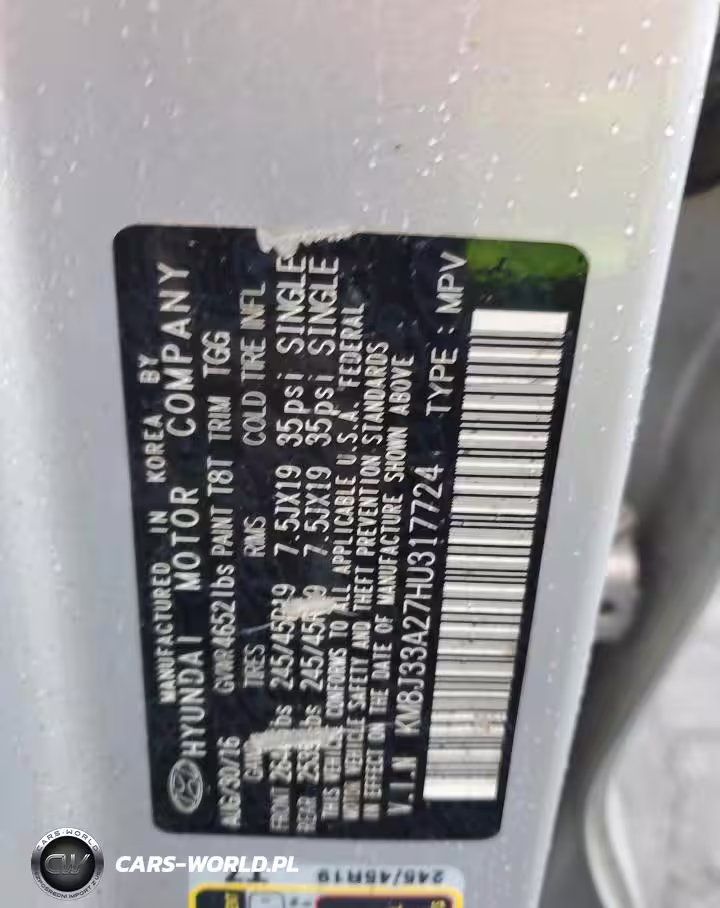 MANUFACTURED IN KOREA BY
HYUNDAI MOTOR COMPANY
AUG/30/16 GVWR 4652lbs PAINT T8T TRIM TGG
TIRES RIMS COLD TIRE INFL
FRONT lbs 245/45R19 7.5JX19 35psi SINGLE
REAR lbs 7.5JX19 35psi SINGLE
THIS VEHICLE CONFORMS TO ALL APPLICABLE U.S.A. FEDERAL
MOTOR VEHICLE SAFETY AND THEFT PREVENTION STANDARDS
IN EFFECT ON THE DATE OF MANUFACTURE SHOWN ABOVE
V.I.N KM8J33A27HU317724 TYPE : MPV
245/45R19
CARS-WORLD
CW
CARS-WORLD.PL